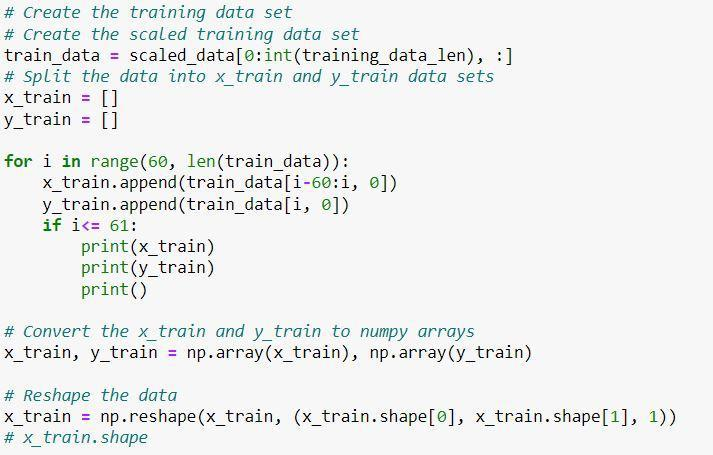 # Create the training data set
# Create the scaled training data set
train_data = scaled_data[0:int(training_data_len), :]
# Split the data into x_train and y_train data sets
x_train = []
y_train = []

for i in range(60, len(train_data)):
    x_train.append(train_data[i-60:i, 0])
    y_train.append(train_data[i, 0])
    if i<= 61:
        print(x_train)
        print(y_train)
        print()

# Convert the x_train and y_train to numpy arrays
x_train, y_train = np.array(x_train), np.array(y_train)

# Reshape the data
x_train = np.reshape(x_train, (x_train.shape[0], x_train.shape[1], 1))
# x_train.shape